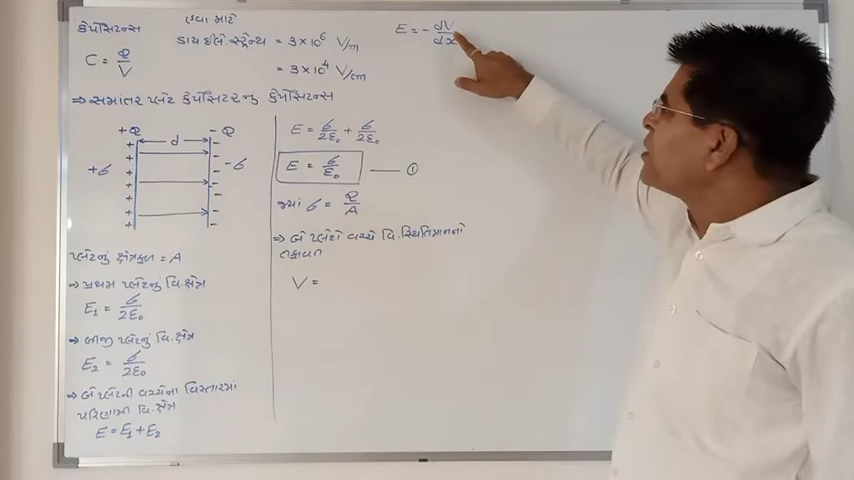 કેપેસિટન્સ
C = Q/V
હવા માટે
ડાયઈલે. સ્ટ્રેન્થ = 3×10⁶ V/m
= 3×10⁴ V/cm
⇒ સમાંતર પ્લેટ કેપેસિટરનું કેપેસિટન્સ
+Q d - Q
+σ -σ
પ્લેટનું ક્ષેત્રફળ = A
⇒ પ્રથમ પ્લેટનું વિ.ક્ષેત્ર
E₁ = σ/2ε₀
⇒ બીજી પ્લેટનું વિ. ક્ષેત્ર
E₂ = σ/2ε₀
⇒ બે પ્લેટની વચ્ચેના વિસ્તારમાં
પરિણામી વિ.ક્ષેત્ર
E = E₁ + E₂
E = σ/2ε₀ + σ/2ε₀
E = σ/ε₀ —— ①
જ્યાં σ = Q/A
⇒ બે પ્લેટો વચ્ચે વિ. સ્થિતિમાનનો
તફાવત
V =
E = - dV/dx